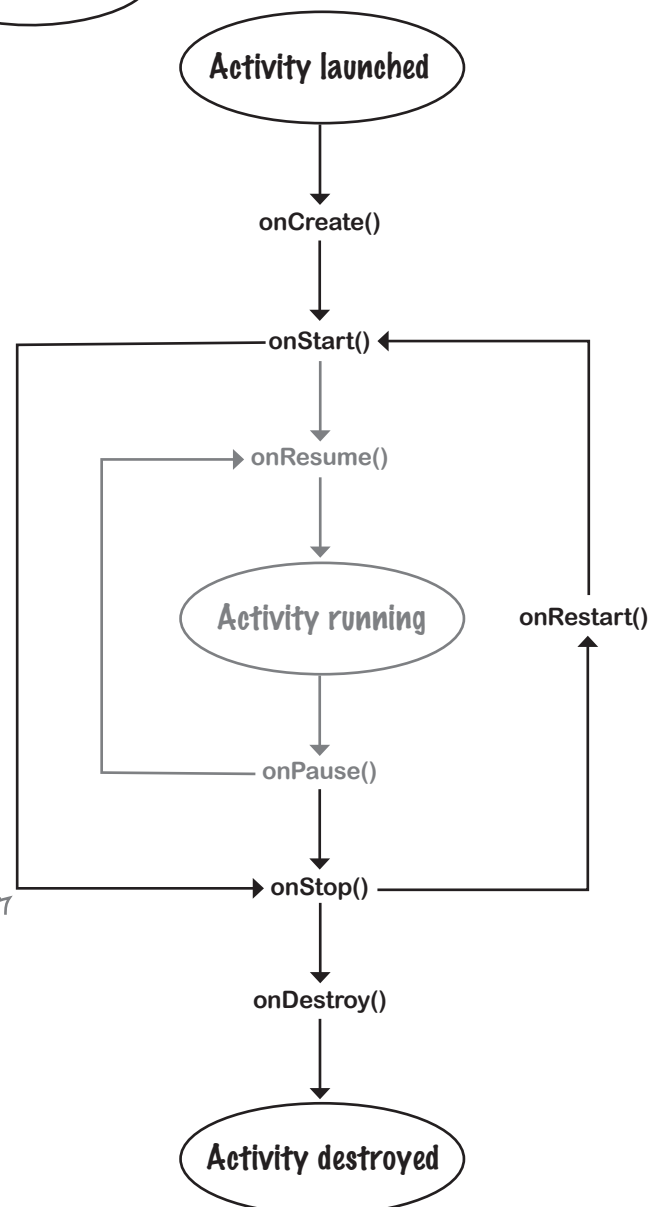 Activity launched
onCreate()
onStart()
onResume()
Activity running
onRestart()
onPause()
onStop()
onDestroy()
Activity destroyed